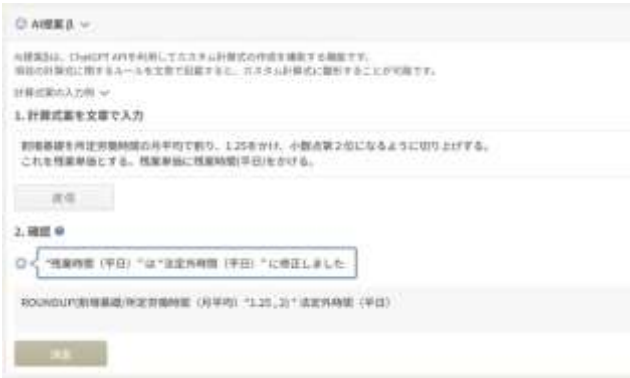 AI提案β
AI提案βは、ChatGPT APIを利用してカスタム計算式の作成を補助する機能です。
現在の計算式に関するルールを文章で記載すると、カスタム計算式に整形することが可能です。
計算式案の入力例
1. 計算式案を文章で入力
割増基礎を所定労働時間の月平均で割り、1.25をかけ、小数点第2位になるように切り上げする。
これを残業単価とする。残業単価に残業時間(平日)をかける。
送信
2. 確認
"残業時間（平日）"は"法定外時間（平日）"に修正しました
ROUNDUP(割増基礎/所定労働時間（月平均）*1.25 , 2) * 法定外時間（平日）